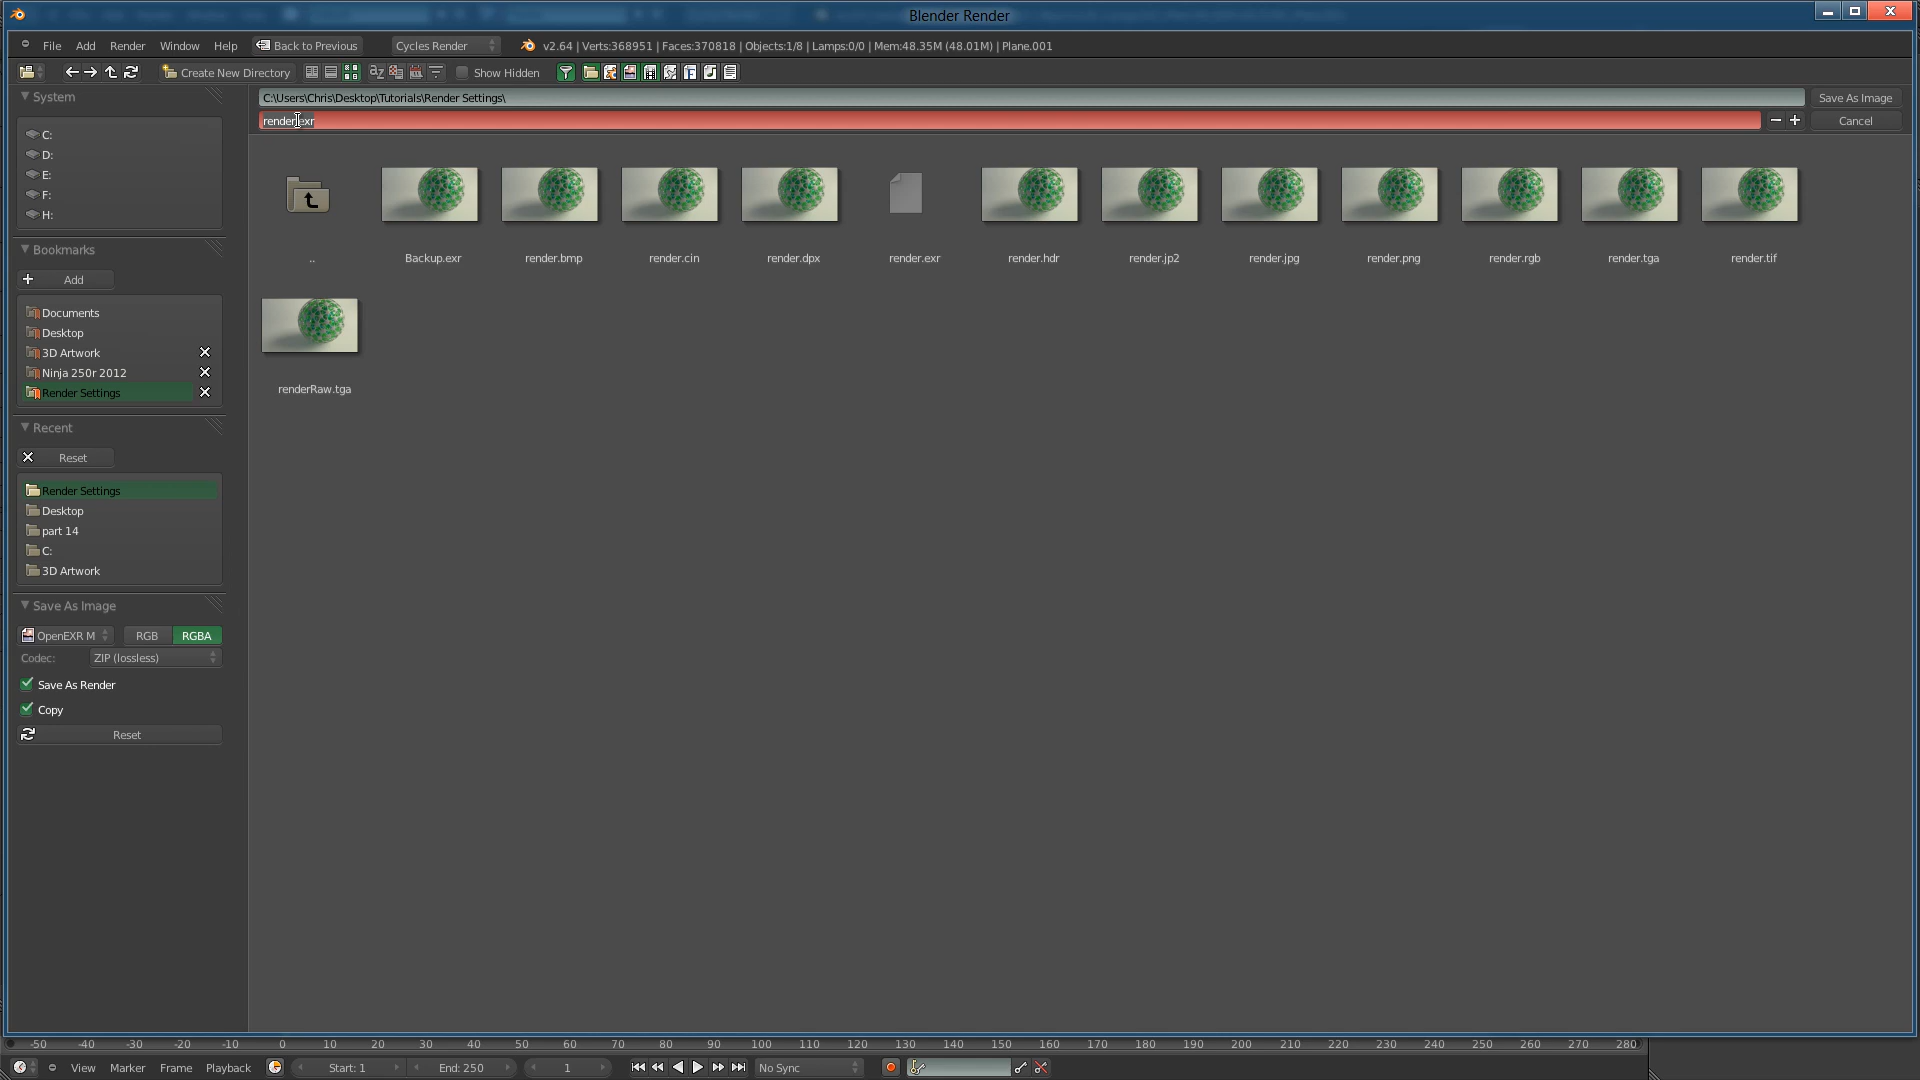 Blender Render
File Add Render Window Help Back to Previous Cycles Render v2.64 | Verts:368951 | Faces:370818 | Objects:1/8 | Lamps:0/0 | Mem:48.35M (48.01M) | Plane.001
Create New Directory Show Hidden
System
C:\Users\Chris\Desktop\Tutorials\Render Settings\ Save As Image
render.exr Cancel
C:
D:
E:
F:
H:
.. Backup.exr render.bmp render.cin render.dpx render.exr render.hdr render.jp2 render.jpg render.png render.rgb render.tga render.tif
renderRaw.tga
Bookmarks
Add
Documents
Desktop
3D Artwork
Ninja 250r 2012
Render Settings
Recent
Reset
Render Settings
Desktop
part 14
C:
3D Artwork
Save As Image
OpenEXR M RGB RGBA
Codec: ZIP (lossless)
Save As Render
Copy
Reset
-50 -40 -30 -20 -10 0 10 20 30 40 50 60 70 80 90 100 110 120 130 140 150 160 170 180 190 200 210 220 230 240 250 260 270 280
View Marker Frame Playback Start: 1 End: 250 1 No Sync